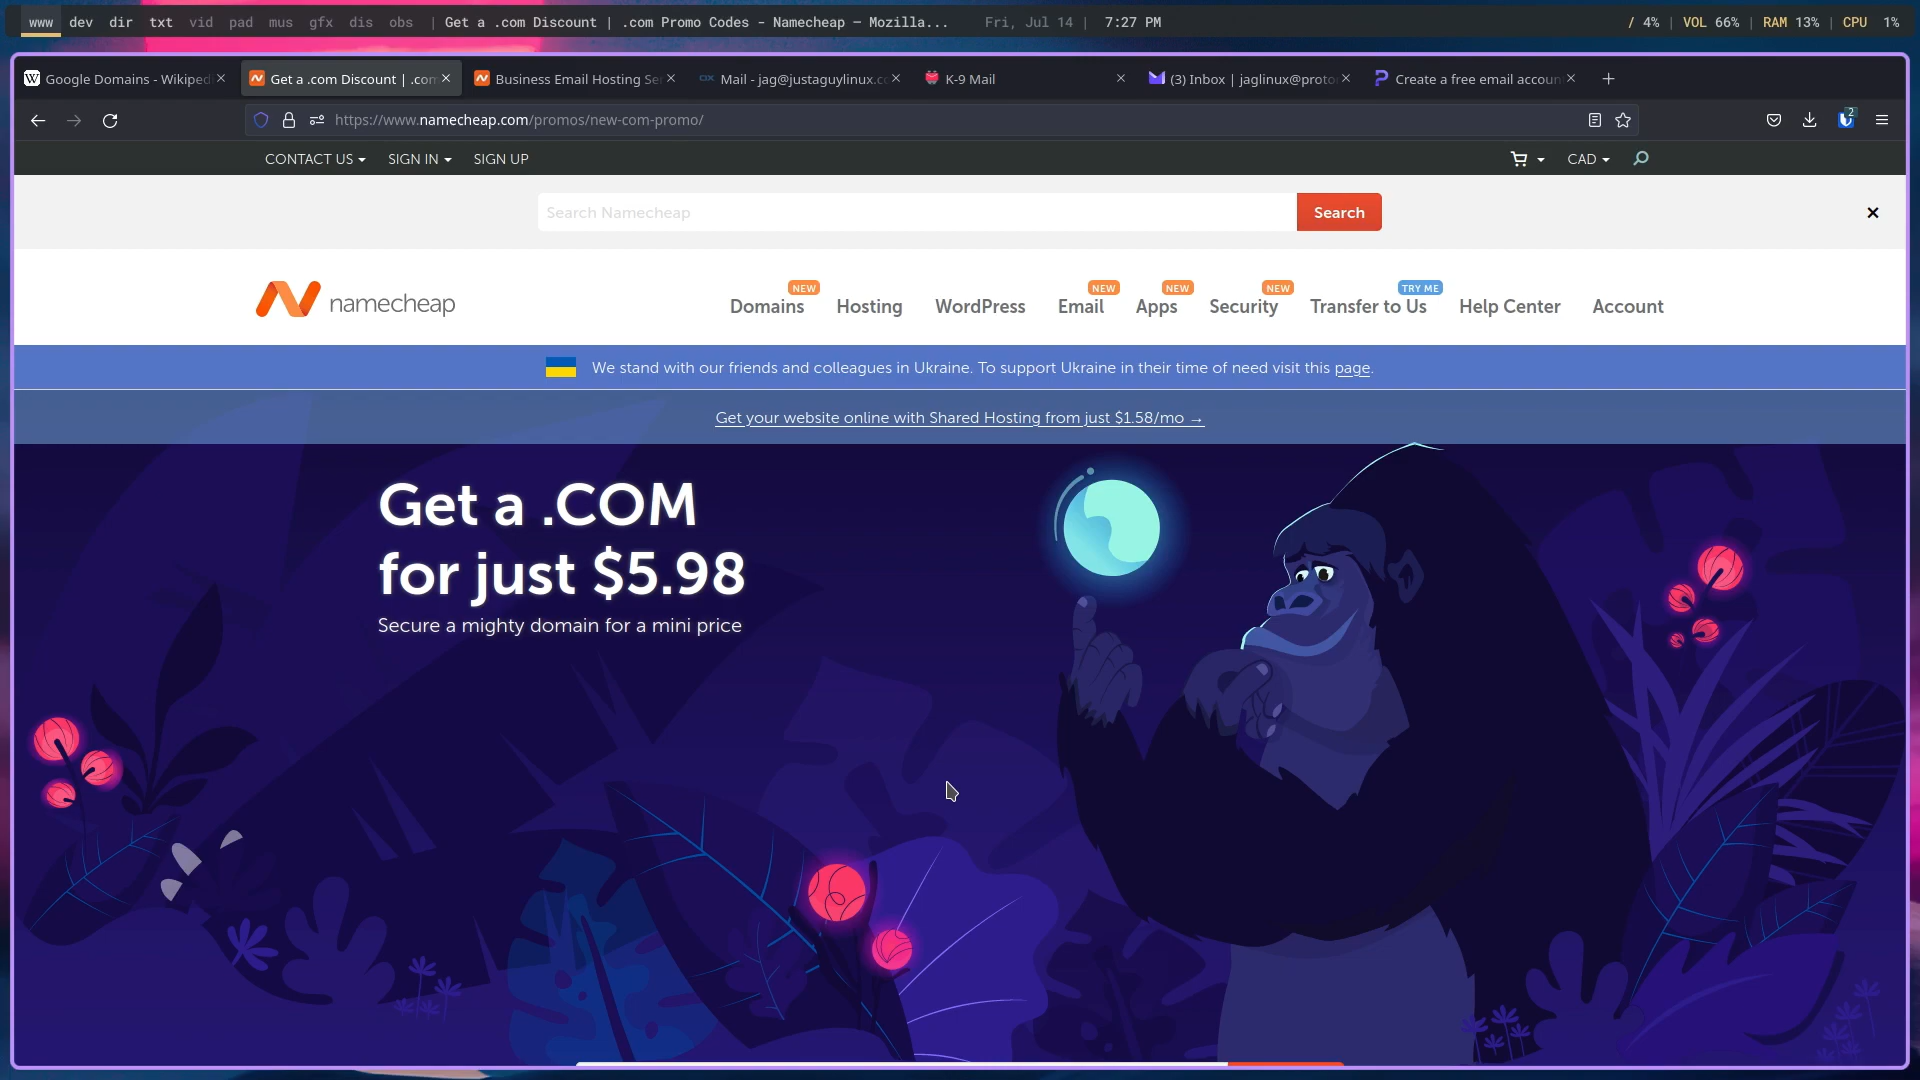 www dev dir txt vid pad mus gfx dis obs | Get a .com Discount | .com Promo Codes - Namecheap — Mozilla... Fri, Jul 14 | 7:27 PM / 4% | VOL 66% | RAM 13% | CPU 1%
Google Domains - Wikiped Get a .com Discount | .com Business Email Hosting Se Mail - jag@justaguylinux.c K-9 Mail (3) Inbox | jaglinux@proto Create a free email accoun
https://www.namecheap.com/promos/new-com-promo/ 2
CONTACT US SIGN IN SIGN UP CAD
Search Namecheap Search
namecheap
NEW NEW NEW NEW TRY ME
Domains Hosting WordPress Email Apps Security Transfer to Us Help Center Account
We stand with our friends and colleagues in Ukraine. To support Ukraine in their time of need visit this page.
Get your website online with Shared Hosting from just $1.58/mo →
Get a .COM
for just $5.98
Secure a mighty domain for a mini price